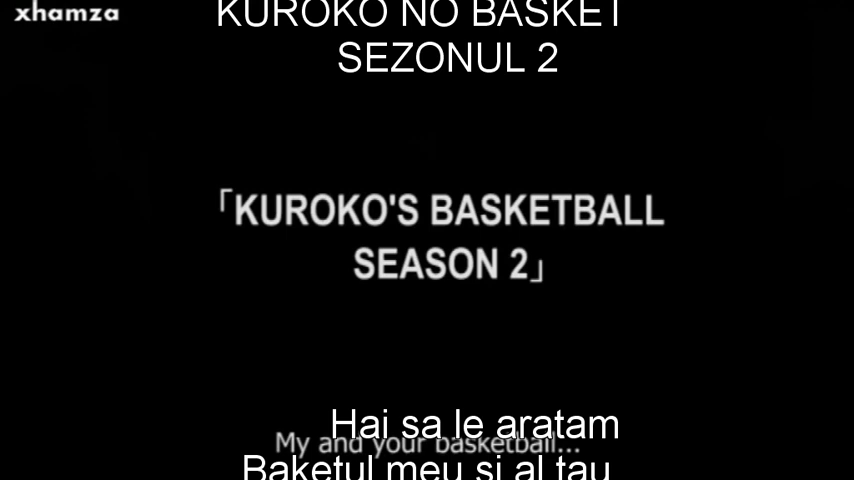 xhamza
KUROKO NO BASKET
SEZONUL 2
「KUROKO'S BASKETBALL
SEASON 2」
Hai sa le aratam
My and your basketball...
Baketul meu si al tau